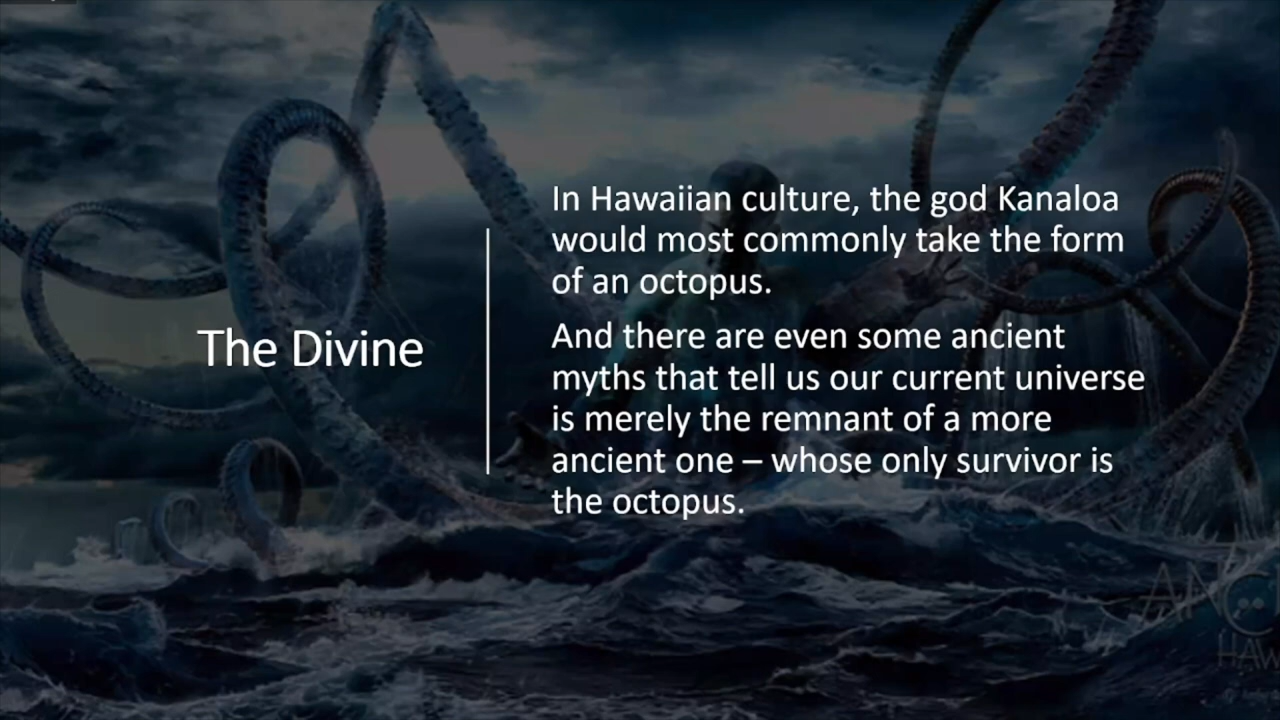 The Divine
In Hawaiian culture, the god Kanaloa
would most commonly take the form
of an octopus.
And there are even some ancient
myths that tell us our current universe
is merely the remnant of a more
ancient one – whose only survivor is
the octopus.